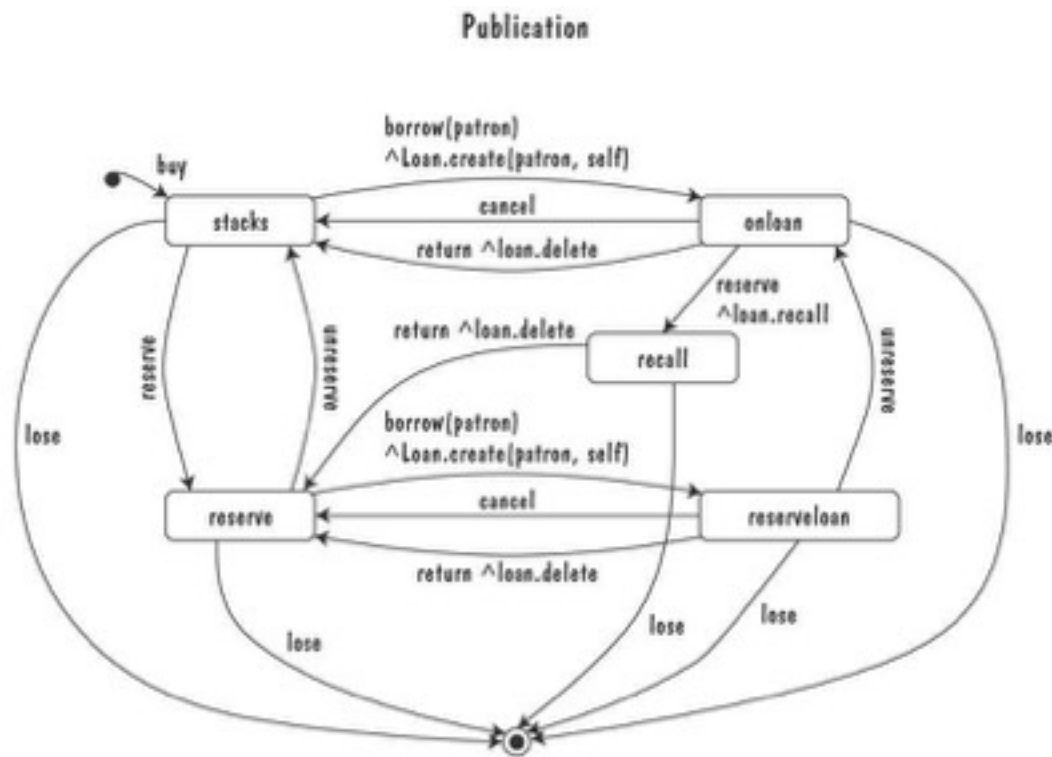 Publication
borrow(patron)
^Loan.create(patron, self)
buy
stacks
cancel
onloan
return ^loan.delete
reserve
^loan.recall
return ^loan.delete
recall
reserve
unreserve
unreserve
borrow(patron)
^Loan.create(patron, self)
lose
lose
reserve
cancel
reserveloan
return ^loan.delete
lose
lose
lose